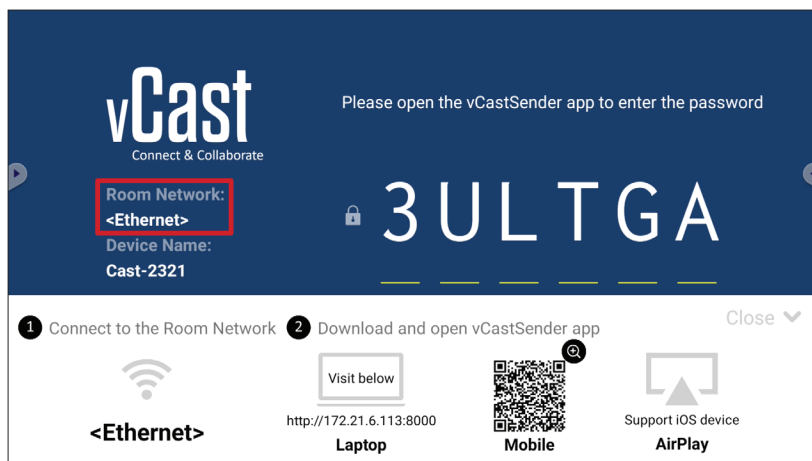 vCast
Connect & Collaborate
Please open the vCastSender app to enter the password
Room Network:
<Ethernet>
Device Name:
Cast-2321
3ULTGA
1 Connect to the Room Network
2 Download and open vCastSender app
Close
<Ethernet>
Visit below
http://172.21.6.113:8000
Laptop
Mobile
Support iOS device
AirPlay